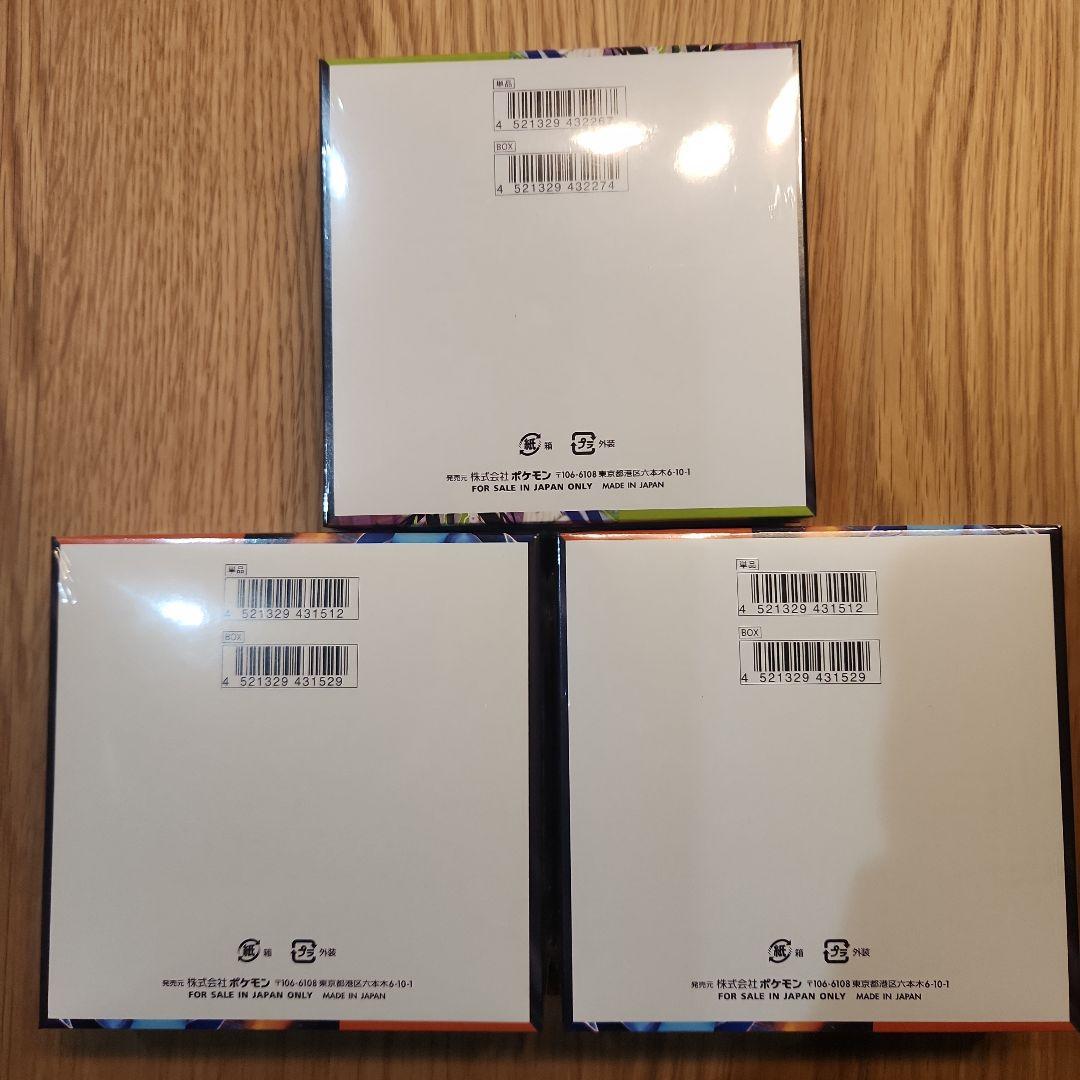 単品
4 521329 432267
BOX
4 521329 432274
紙 箱 プラ 外装
発売元 株式会社ポケモン 〒106-6108 東京都港区六本木6-10-1
FOR SALE IN JAPAN ONLY MADE IN JAPAN
単品
4 521329 431512
BOX
4 521329 431529
紙 箱 プラ 外装
発売元 株式会社ポケモン 〒106-6108 東京都港区六本木6-10-1
FOR SALE IN JAPAN ONLY MADE IN JAPAN
単品
4 521329 431512
BOX
4 521329 431529
紙 箱 プラ 外装
発売元 株式会社ポケモン 〒106-6108 東京都港区六本木6-10-1
FOR SALE IN JAPAN ONLY MADE IN JAPAN